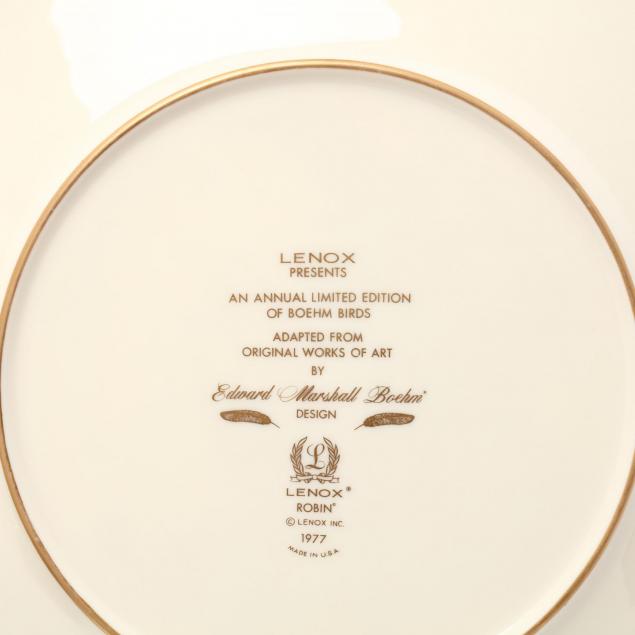 LENOX
PRESENTS
AN ANNUAL LIMITED EDITION
OF BOEHM BIRDS
ADAPTED FROM
ORIGINAL WORKS OF ART
BY
Edward Marshall Boehm®
DESIGN
L
LENOX®
ROBIN®
© LENOX INC.
1977
MADE IN U.S.A.